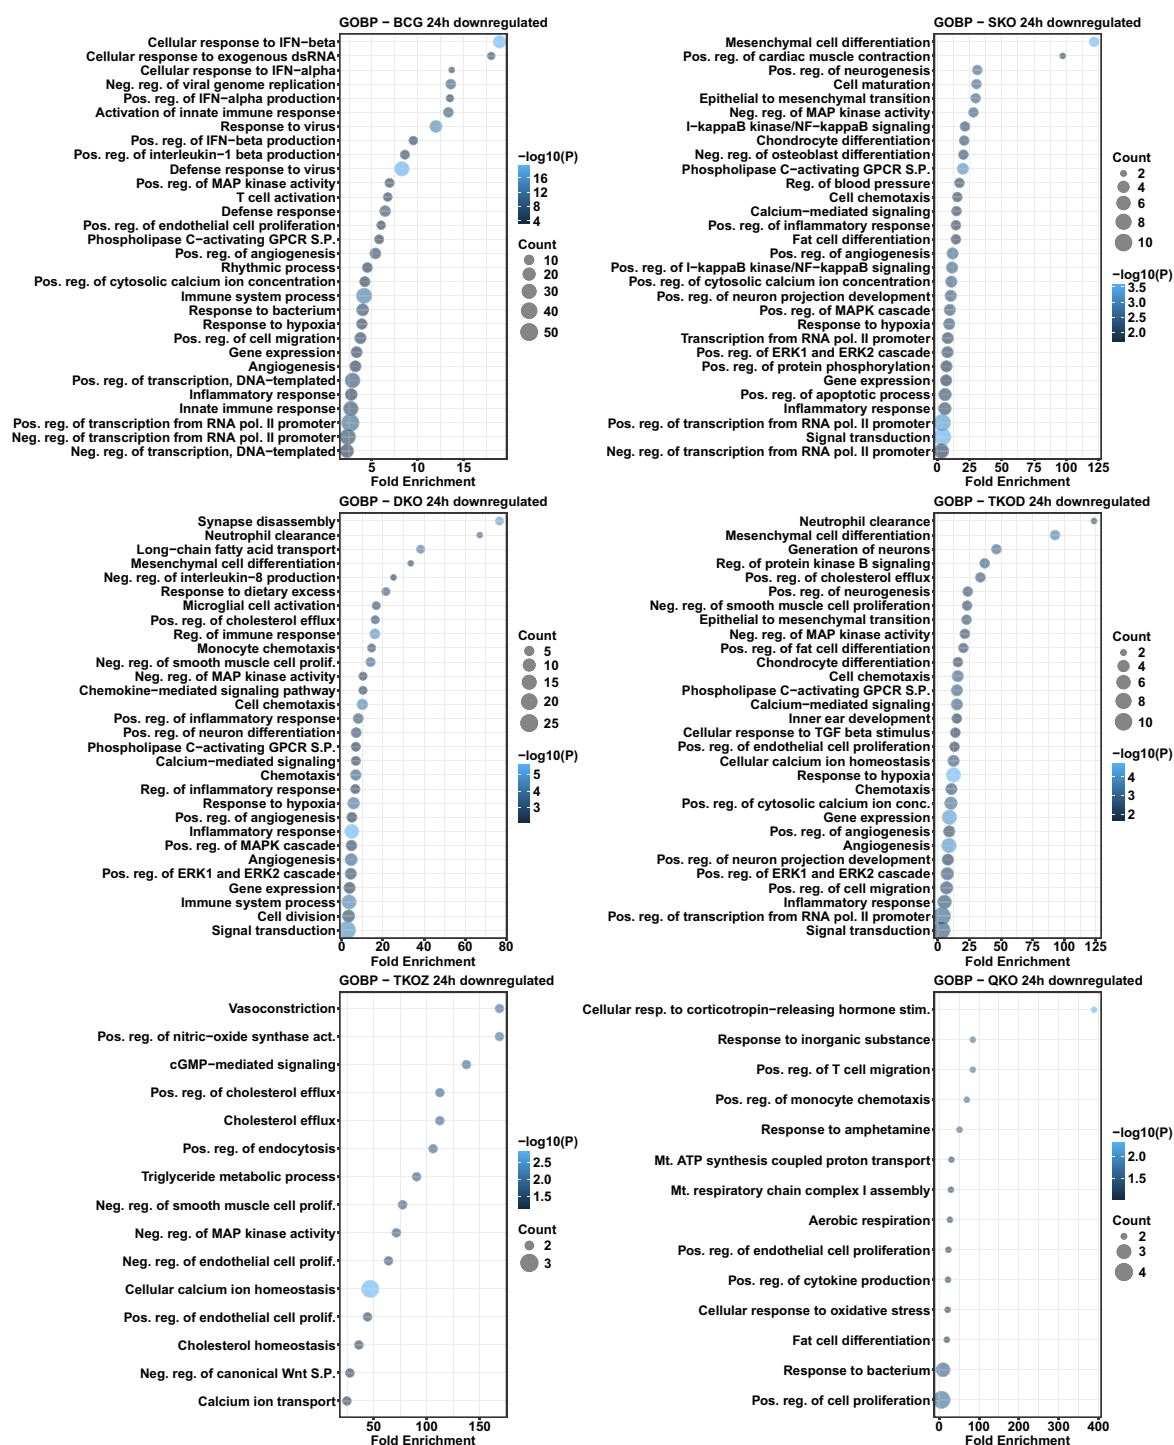 GOBP − BCG 24h downregulated
Cellular response to IFN−beta
Cellular response to exogenous dsRNA
Cellular response to IFN−alpha
Neg. reg. of viral genome replication
Pos. reg. of IFN−alpha production
Activation of innate immune response
Response to virus
Pos. reg. of IFN−beta production
Pos. reg. of interleukin−1 beta production
Defense response to virus
Pos. reg. of MAP kinase activity
T cell activation
Defense response
Pos. reg. of endothelial cell proliferation
Phospholipase C−activating GPCR S.P.
Pos. reg. of angiogenesis
Rhythmic process
Pos. reg. of cytosolic calcium ion concentration
Immune system process
Response to bacterium
Response to hypoxia
Pos. reg. of cell migration
Gene expression
Angiogenesis
Pos. reg. of transcription, DNA−templated
Inflammatory response
Innate immune response
Pos. reg. of transcription from RNA pol. II promoter
Neg. reg. of transcription from RNA pol. II promoter
Neg. reg. of transcription, DNA−templated
5 10 15
Fold Enrichment
−log10(P)
16
12
8
4
Count
10
20
30
40
50
GOBP − SKO 24h downregulated
Mesenchymal cell differentiation
Pos. reg. of cardiac muscle contraction
Pos. reg. of neurogenesis
Cell maturation
Epithelial to mesenchymal transition
Neg. reg. of MAP kinase activity
I−kappaB kinase/NF−kappaB signaling
Chondrocyte differentiation
Neg. reg. of osteoblast differentiation
Phospholipase C−activating GPCR S.P.
Reg. of blood pressure
Cell chemotaxis
Calcium−mediated signaling
Pos. reg. of inflammatory response
Fat cell differentiation
Pos. reg. of angiogenesis
Pos. reg. of I−kappaB kinase/NF−kappaB signaling
Pos. reg. of cytosolic calcium ion concentration
Pos. reg. of neuron projection development
Pos. reg. of MAPK cascade
Response to hypoxia
Transcription from RNA pol. II promoter
Pos. reg. of ERK1 and ERK2 cascade
Pos. reg. of protein phosphorylation
Gene expression
Pos. reg. of apoptotic process
Inflammatory response
Pos. reg. of transcription from RNA pol. II promoter
Signal transduction
Neg. reg. of transcription from RNA pol. II promoter
0 25 50 75 100 125
Fold Enrichment
Count
2
4
6
8
10
−log10(P)
3.5
3.0
2.5
2.0
GOBP − DKO 24h downregulated
Synapse disassembly
Neutrophil clearance
Long−chain fatty acid transport
Mesenchymal cell differentiation
Neg. reg. of interleukin−8 production
Response to dietary excess
Microglial cell activation
Pos. reg. of cholesterol efflux
Reg. of immune response
Monocyte chemotaxis
Neg. reg. of smooth muscle cell prolif.
Neg. reg. of MAP kinase activity
Chemokine−mediated signaling pathway
Cell chemotaxis
Pos. reg. of inflammatory response
Pos. reg. of neuron differentiation
Phospholipase C−activating GPCR S.P.
Calcium−mediated signaling
Chemotaxis
Reg. of inflammatory response
Response to hypoxia
Pos. reg. of angiogenesis
Inflammatory response
Pos. reg. of MAPK cascade
Angiogenesis
Pos. reg. of ERK1 and ERK2 cascade
Gene expression
Immune system process
Cell division
Signal transduction
0 20 40 60 80
Fold Enrichment
Count
5
10
15
20
25
−log10(P)
5
4
3
GOBP − TKOD 24h downregulated
Neutrophil clearance
Mesenchymal cell differentiation
Generation of neurons
Reg. of protein kinase B signaling
Pos. reg. of cholesterol efflux
Pos. reg. of neurogenesis
Neg. reg. of smooth muscle cell proliferation
Epithelial to mesenchymal transition
Neg. reg. of MAP kinase activity
Pos. reg. of fat cell differentiation
Chondrocyte differentiation
Cell chemotaxis
Phospholipase C−activating GPCR S.P.
Calcium−mediated signaling
Inner ear development
Cellular response to TGF beta stimulus
Pos. reg. of endothelial cell proliferation
Cellular calcium ion homeostasis
Response to hypoxia
Chemotaxis
Pos. reg. of cytosolic calcium ion conc.
Gene expression
Pos. reg. of angiogenesis
Angiogenesis
Pos. reg. of neuron projection development
Pos. reg. of ERK1 and ERK2 cascade
Pos. reg. of cell migration
Inflammatory response
Pos. reg. of transcription from RNA pol. II promoter
Signal transduction
0 25 50 75 100 125
Fold Enrichment
Count
2
4
6
8
10
−log10(P)
4
3
2
GOBP − TKOZ 24h downregulated
Vasoconstriction
Pos. reg. of nitric−oxide synthase act.
cGMP−mediated signaling
Pos. reg. of cholesterol efflux
Cholesterol efflux
Pos. reg. of endocytosis
Triglyceride metabolic process
Neg. reg. of smooth muscle cell prolif.
Neg. reg. of MAP kinase activity
Neg. reg. of endothelial cell prolif.
Cellular calcium ion homeostasis
Pos. reg. of endothelial cell prolif.
Cholesterol homeostasis
Neg. reg. of canonical Wnt S.P.
Calcium ion transport
50 100 150
Fold Enrichment
−log10(P)
2.5
2.0
1.5
Count
2
3
GOBP − QKO 24h downregulated
Cellular resp. to corticotropin−releasing hormone stim.
Response to inorganic substance
Pos. reg. of T cell migration
Pos. reg. of monocyte chemotaxis
Response to amphetamine
Mt. ATP synthesis coupled proton transport
Mt. respiratory chain complex I assembly
Aerobic respiration
Pos. reg. of endothelial cell proliferation
Pos. reg. of cytokine production
Cellular response to oxidative stress
Fat cell differentiation
Response to bacterium
Pos. reg. of cell proliferation
0 100 200 300 400
Fold Enrichment
−log10(P)
2.0
1.5
Count
2
3
4